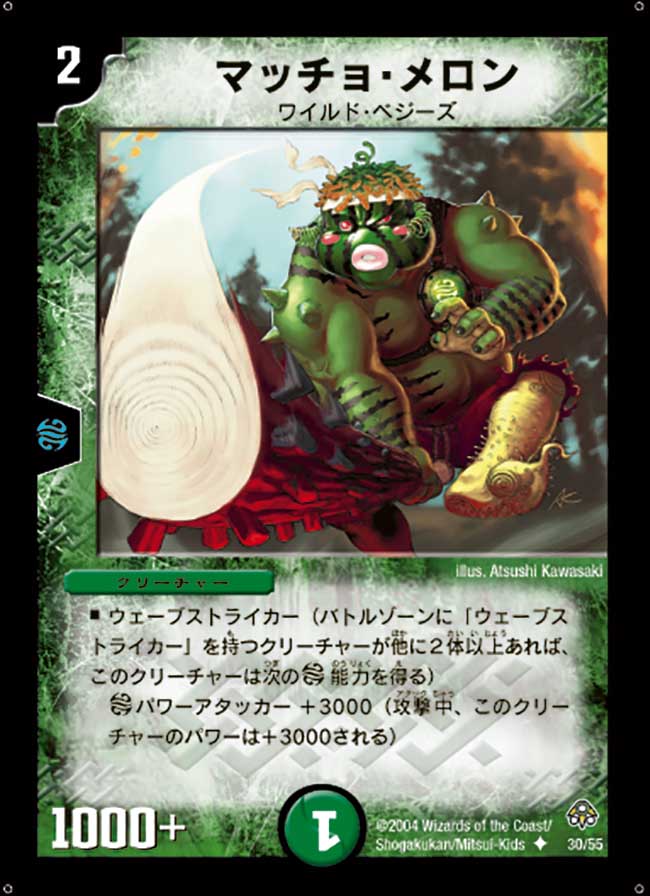 2
マッチョ・メロン
ワイルド・ベジーズ
illus. Atsushi Kawasaki
クリーチャー
■ ウェーブストライカー（バトルゾーンに「ウェーブス
トライカー」を持つクリーチャーが他に2体以上あれば、
このクリーチャーは次の 能力を得る）
パワーアタッカー ＋3000（攻撃中、このクリー
チャーのパワーは＋3000される）
1000+
1
©2004 Wizards of the Coast/
Shogakukan/Mitsui-Kids
30/55